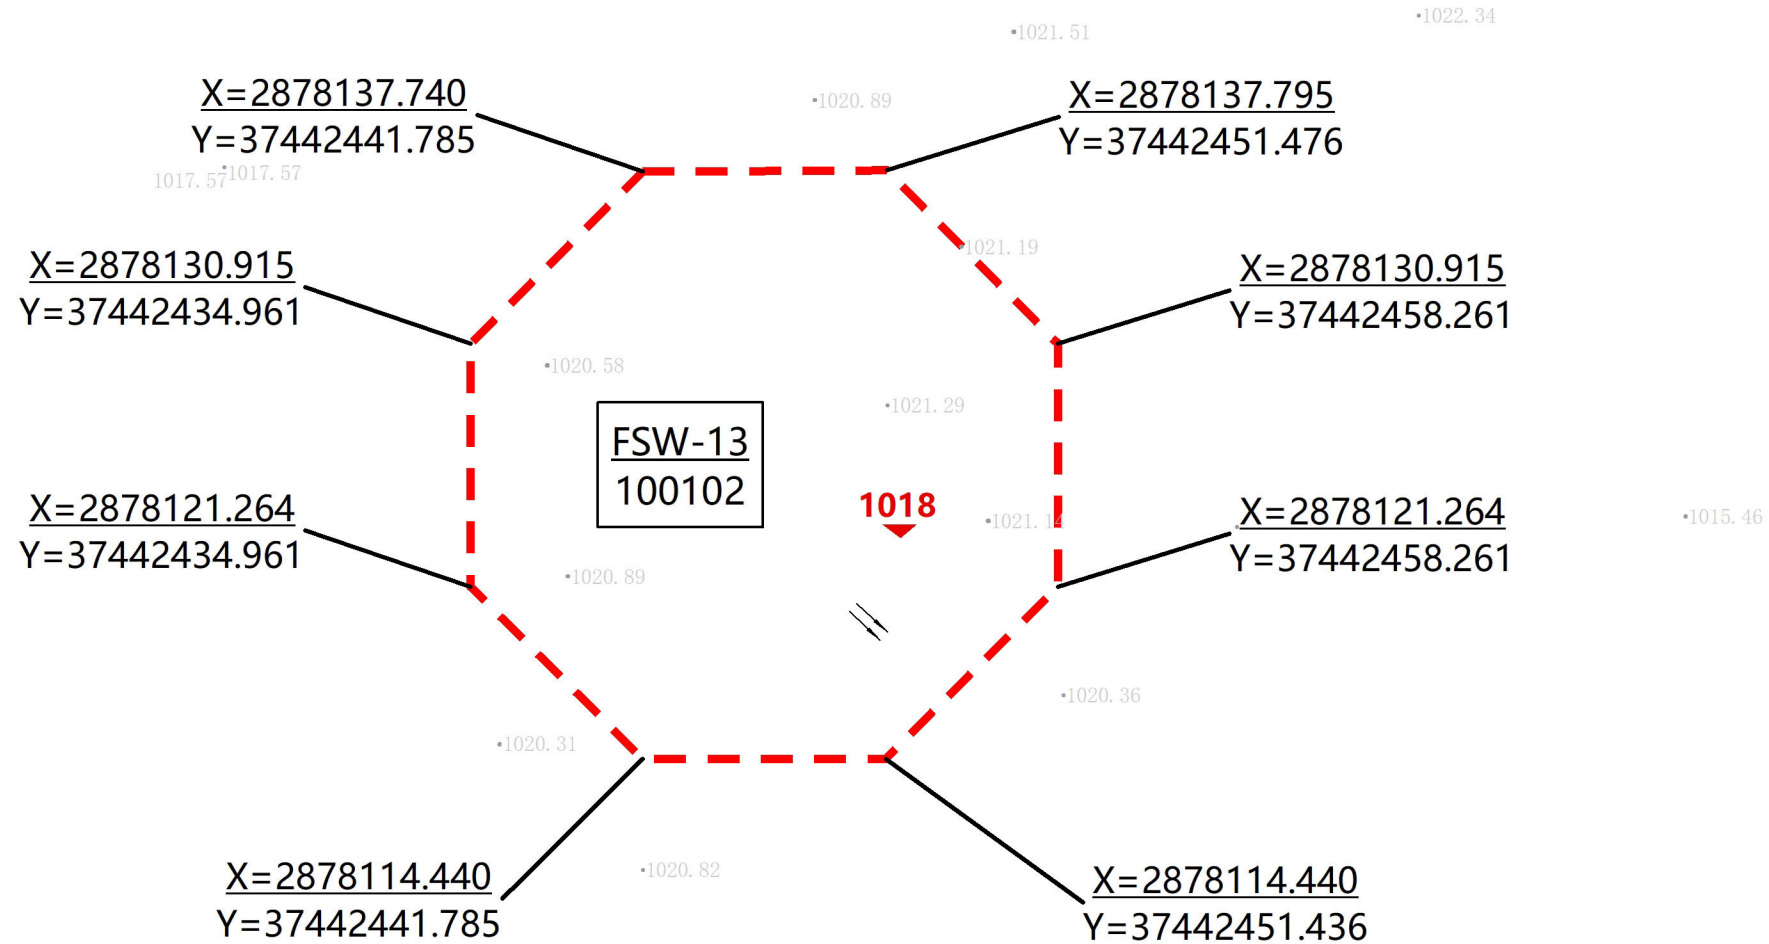 ·1022.34
·1021.51
X=2878137.740
Y=37442441.785
·1020.89
X=2878137.795
Y=37442451.476
1017.57
·1017.57
X=2878130.915
Y=37442434.961
·1021.19
X=2878130.915
Y=37442458.261
·1020.58
·1021.29
FSW-13
100102
1018
X=2878121.264
Y=37442434.961
·1021.14
X=2878121.264
Y=37442458.261
·1015.46
·1020.89
·1020.36
·1020.31
·1020.82
X=2878114.440
Y=37442441.785
X=2878114.440
Y=37442451.436